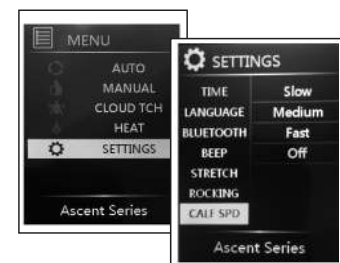 MENU
AUTO
MANUAL
CLOUD TCH
HEAT
SETTINGS
Ascent Series
SETTINGS
TIME Slow
LANGUAGE Medium
BLUETOOTH Fast
BEEP Off
STRETCH
ROCKING
CALF SPD
Ascent Series